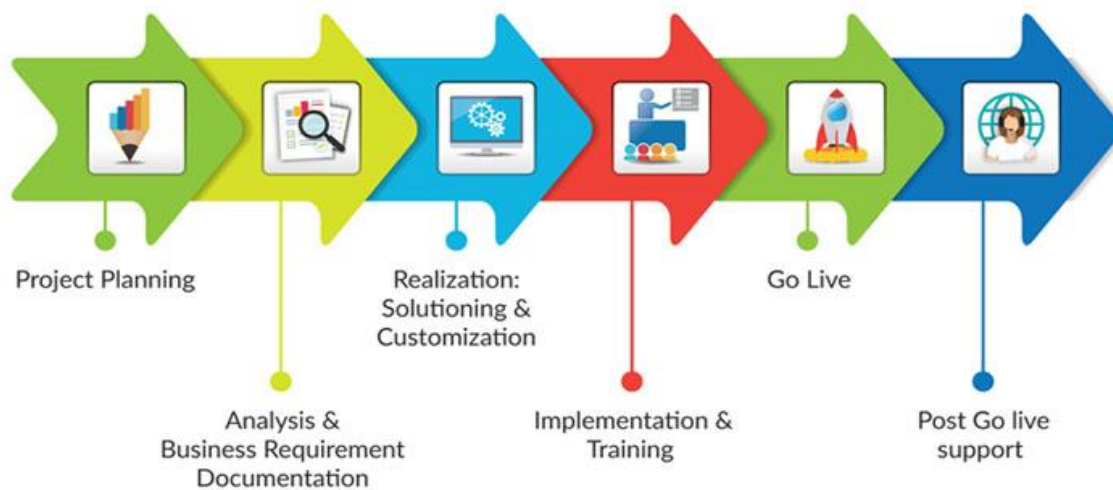 Project Planning
Analysis &
Business Requirement
Documentation
Realization:
Solutioning &
Customization
Implementation &
Training
Go Live
Post Go live
support